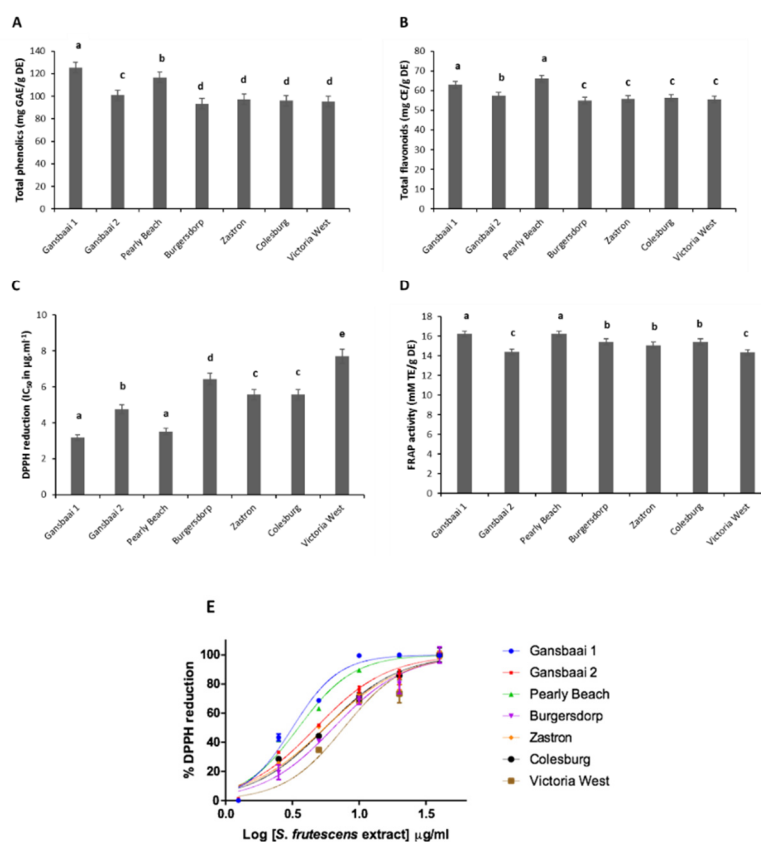 A
Total phenolics (mg GAE/g DE)
140
120
100
80
60
40
20
0
a
c
b
d
d
d
d
Gansbaai 1
Gansbaai 2
Pearly Beach
Burgersdorp
Zastron
Colesburg
Victoria West
B
Total flavonoids (mg CE/g DE)
80
70
60
50
40
30
20
10
0
a
b
a
c
c
c
c
Gansbaai 1
Gansbaai 2
Pearly Beach
Burgersdorp
Zastron
Colesburg
Victoria West
C
DPPH reduction (IC50 in µg.ml-1)
10
8
6
4
2
0
a
b
a
d
c
c
e
Gansbaai 1
Gansbaai 2
Pearly Beach
Burgersdorp
Zastron
Colesburg
Victoria West
D
FRAP activity (mM TE/g DE)
18
16
14
12
10
8
6
4
2
0
a
c
a
b
b
b
c
Gansbaai 1
Gansbaai 2
Pearly Beach
Burgersdorp
Zastron
Colesburg
Victoria West
E
% DPPH reduction
100
80
60
40
20
0
0.0
0.5
1.0
1.5
Log [S. frutescens extract] µg/ml
Gansbaai 1
Gansbaai 2
Pearly Beach
Burgersdorp
Zastron
Colesburg
Victoria West